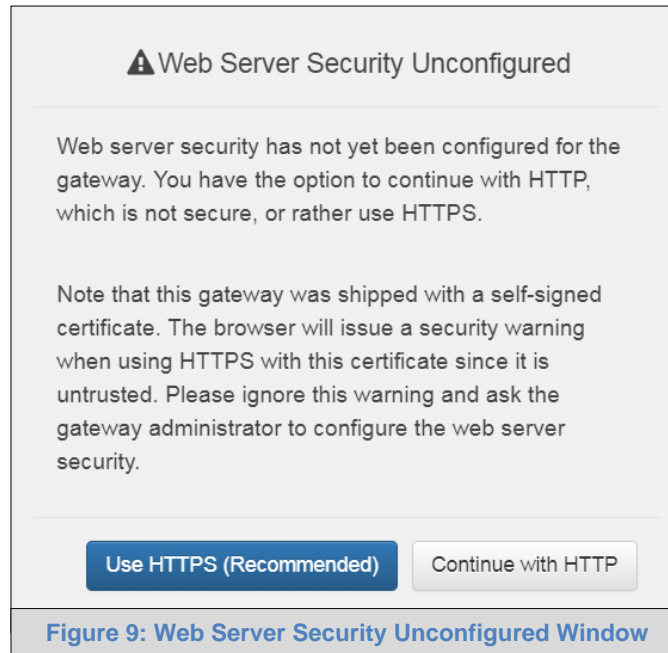 Web Server Security Unconfigured
Web server security has not yet been configured for the
gateway. You have the option to continue with HTTP,
which is not secure, or rather use HTTPS.
Note that this gateway was shipped with a self-signed
certificate. The browser will issue a security warning
when using HTTPS with this certificate since it is
untrusted. Please ignore this warning and ask the
gateway administrator to configure the web server
security.
Use HTTPS (Recommended)
Continue with HTTP
Figure 9: Web Server Security Unconfigured Window